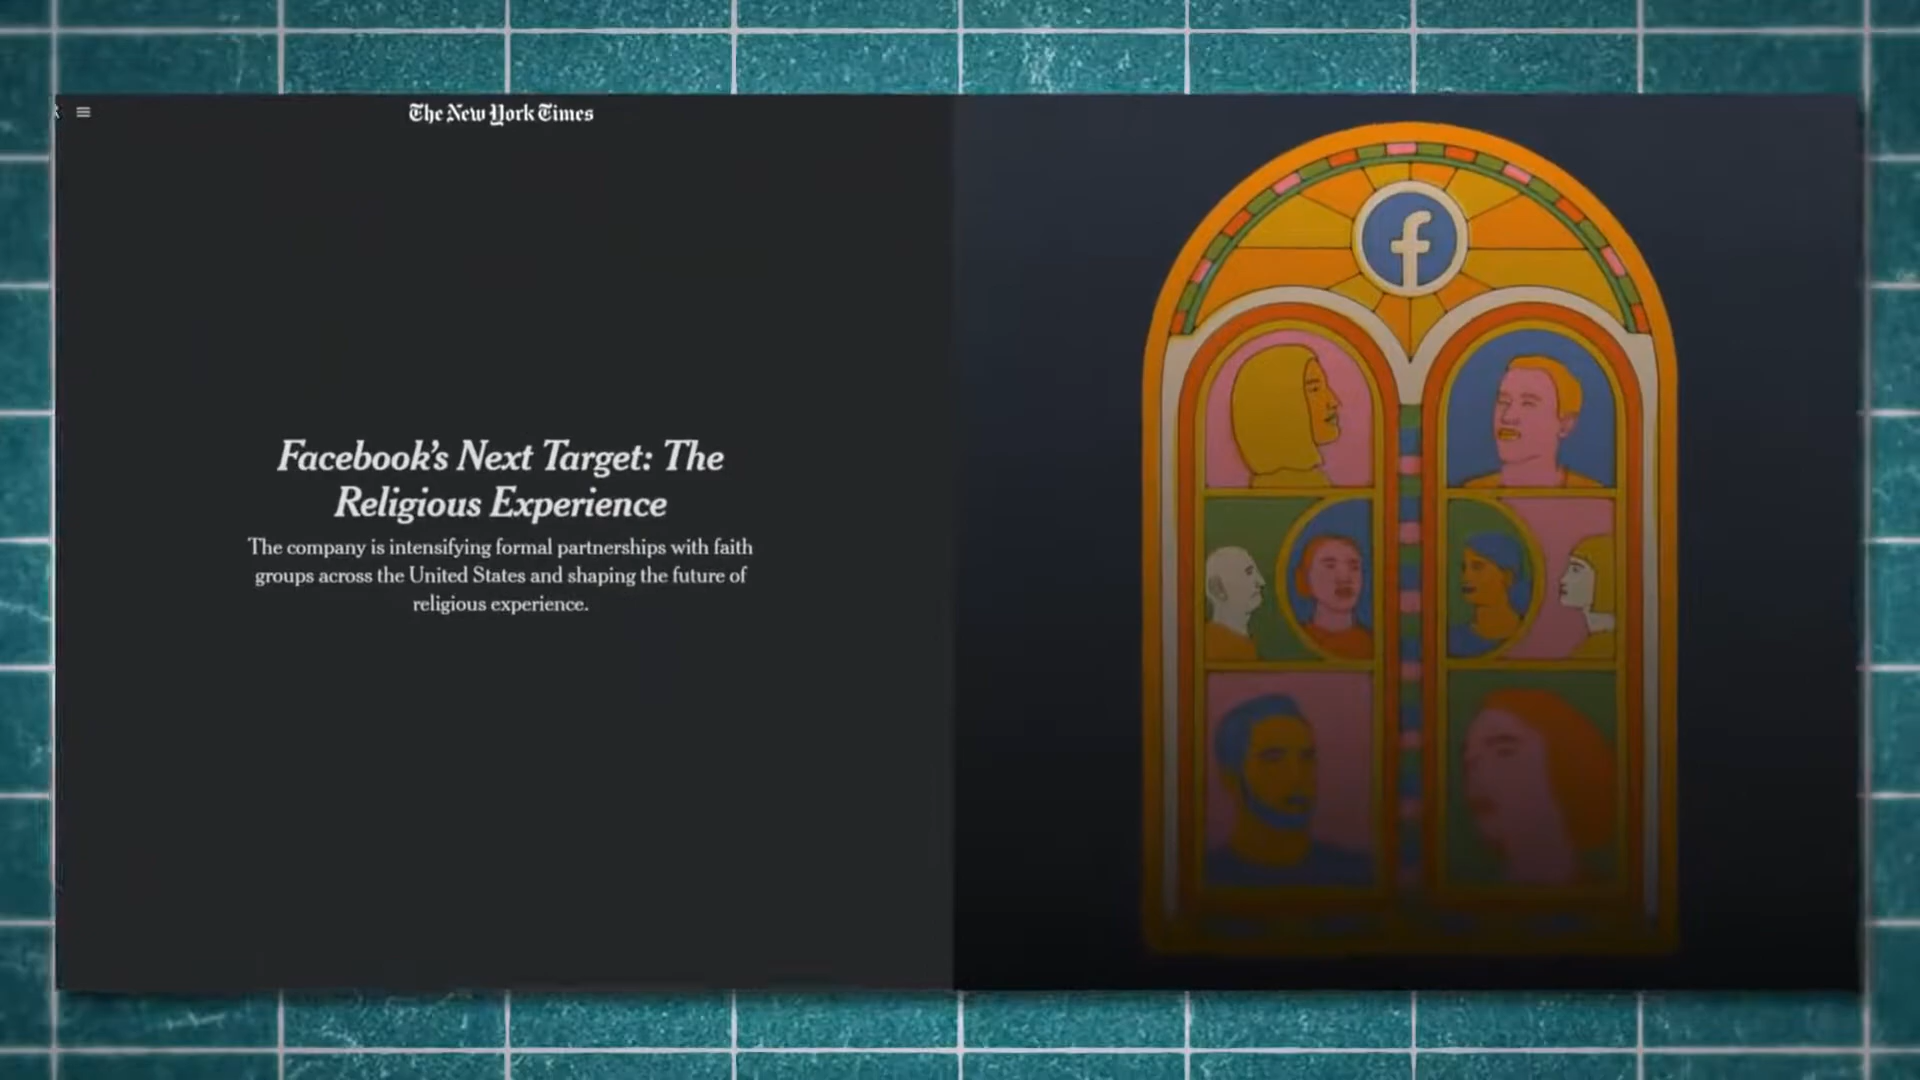 The New York Times
Facebook's Next Target: The
Religious Experience
The company is intensifying formal partnerships with faith
groups across the United States and shaping the future of
religious experience.
f